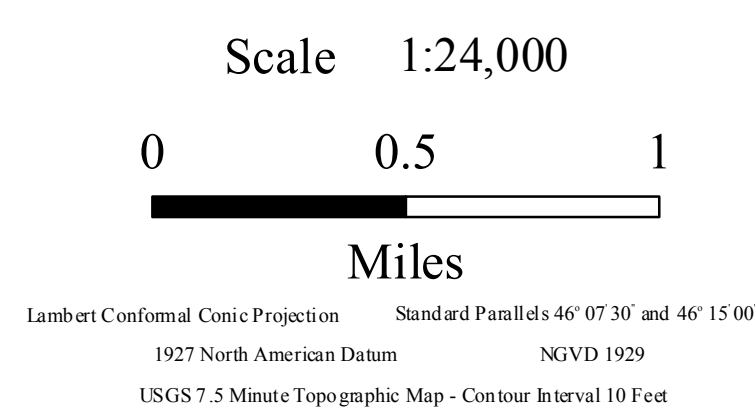 Scale 1:24,000
0 0.5 1
Miles
Lambert Conformal Conic Projection Standard Parallels 46° 07' 30" and 46° 15' 00"
1927 North American Datum NGVD 1929
USGS 7.5 Minute Topographic Map - Contour Interval 10 Feet